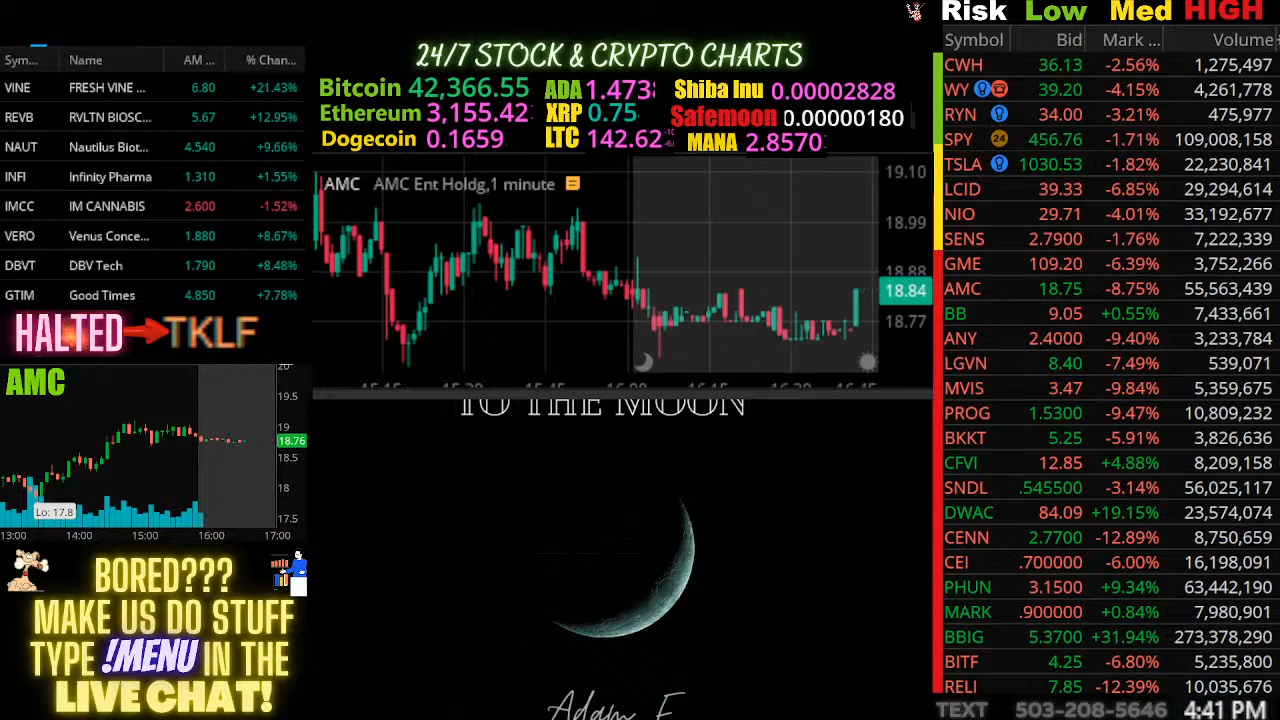 Sym... Name AM ... % Chan...
VINE FRESH VINE ... 6.80 +21.43%
REVB RVLTN BIOSC... 5.67 +12.95%
NAUT Nautilus Biot... 4.540 +9.66%
INFI Infinity Pharma 1.310 +1.55%
IMCC IM CANNABIS 2.600 -1.52%
VERO Venus Conce... 1.880 +8.67%
DBVT DBV Tech 1.790 +8.48%
GTIM Good Times 4.850 +7.78%
HALTED TKLF
AMC
20
19.5
18.76
18.5
18
17.5
Lo: 17.8
13:00 14:00 15:00 16:00 17:00
BORED???
MAKE US DO STUFF
TYPE !MENU IN THE
LIVE CHAT!
24/7 STOCK & CRYPTO CHARTS
Bitcoin 42,366.55 ADA 1.473 Shiba Inu 0.00002828
Ethereum 3,155.42 XRP 0.75 Safemoon 0.00000180
Dogecoin 0.1659 LTC 142.62 MANA 2.8570
AMC AMC Ent Holdg,1 minute
19.10
18.99
18.88
18.84
18.77
15:45 16:00 16:15 16:30 16:45
TO THE MOON
Adam F
Risk Low Med HIGH
Symbol Bid Mark ... Volume
CWH 36.13 -2.56% 1,275,497
WY 39.20 -4.15% 4,261,778
RYN 34.00 -3.21% 475,977
SPY 24 456.76 -1.71% 109,008,158
TSLA 1030.53 -1.82% 22,230,841
LCID 39.33 -6.85% 29,294,614
NIO 29.71 -4.01% 33,192,677
SENS 2.7900 -1.76% 7,222,339
GME 109.20 -6.39% 3,752,266
AMC 18.75 -8.75% 55,563,439
BB 9.05 +0.55% 7,433,661
ANY 2.4000 -9.40% 3,233,784
LGVN 8.40 -7.49% 539,071
MVIS 3.47 -9.84% 5,359,675
PROG 1.5300 -9.47% 10,809,232
BKKT 5.25 -5.91% 3,826,636
CFVI 12.85 +4.88% 8,209,158
SNDL .545500 -3.14% 56,025,117
DWAC 84.09 +19.15% 23,574,074
CENN 2.7700 -12.89% 8,750,659
CEI .700000 -6.00% 16,198,091
PHUN 3.1500 +9.34% 63,442,190
MARK .900000 +0.84% 7,980,901
BBIG 5.3700 +31.94% 273,378,290
BITF 4.25 -6.80% 5,235,800
RELI 7.85 -12.39% 10,035,676
TEXT 503-208-5646 4:41 PM